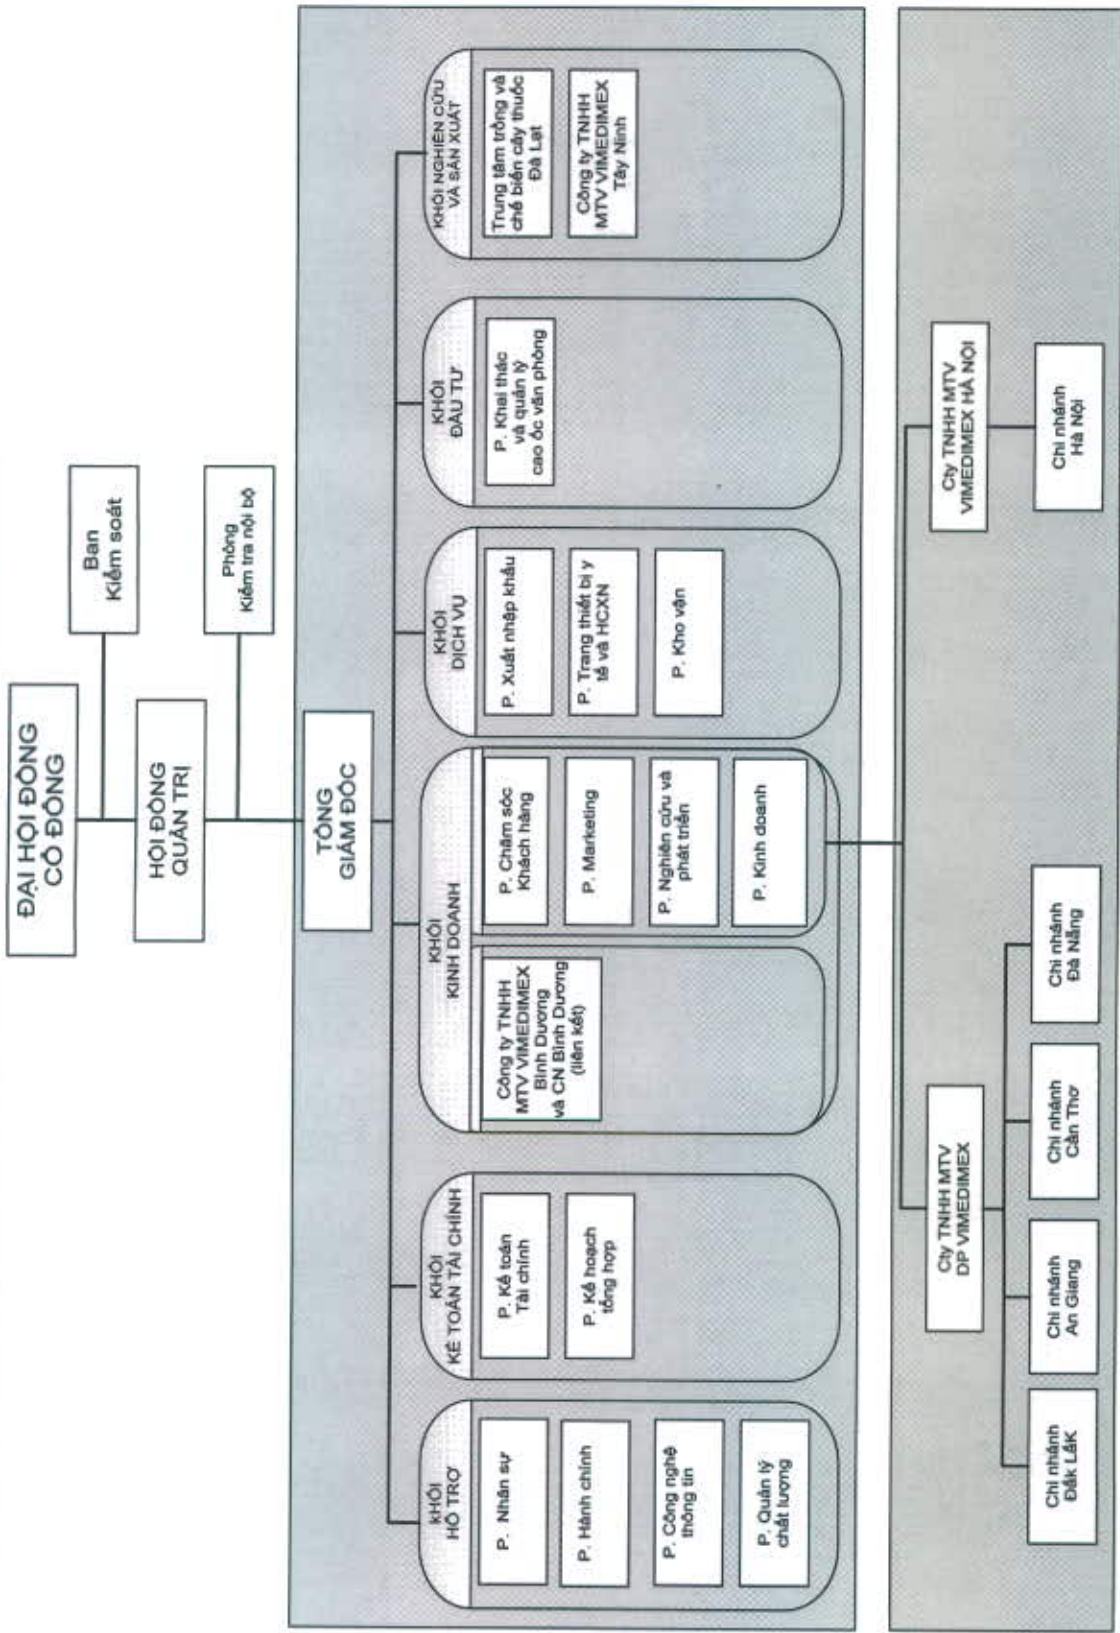 ĐẠI HỘI ĐỒNG
CỔ ĐÔNG
Ban
Kiểm soát
HỘI ĐỒNG
QUẢN TRỊ
Phòng
Kiểm tra nội bộ
TỔNG
GIÁM ĐỐC
KHỐI
HỖ TRỢ
P. Nhân sự
P. Hành chính
P. Công nghệ
thông tin
P. Quản lý
chất lượng
KHỐI
KẾ TOÁN TÀI CHÍNH
P. Kế toán
Tài chính
P. Kế hoạch
tổng hợp
KHỐI
KINH DOANH
Công ty TNHH
MTV VIMEDIMEX
Bình Dương
và CN Bình Dương
(liên kết)
P. Chăm sóc
Khách hàng
P. Marketing
P. Nghiên cứu và
phát triển
P. Kinh doanh
KHỐI
DỊCH VỤ
P. Xuất nhập khẩu
P. Trang thiết bị y
tế và HCXN
P. Kho vận
KHỐI
ĐẦU TƯ
P. Khai thác
và quản lý
cao ốc văn phòng
KHỐI NGHIÊN CỨU
VÀ SẢN XUẤT
Trung tâm trồng và
chế biến cây thuốc
Đà Lạt
Công ty TNHH
MTV VIMEDIMEX
Tây Ninh
Cty TNHH MTV
DP VIMEDIMEX
Chi nhánh
Đắk LắK
Chi nhánh
An Giang
Chi nhánh
Cần Thơ
Chi nhánh
Đà Nẵng
Cty TNHH MTV
VIMEDIMEX HÀ NỘI
Chi nhánh
Hà Nội